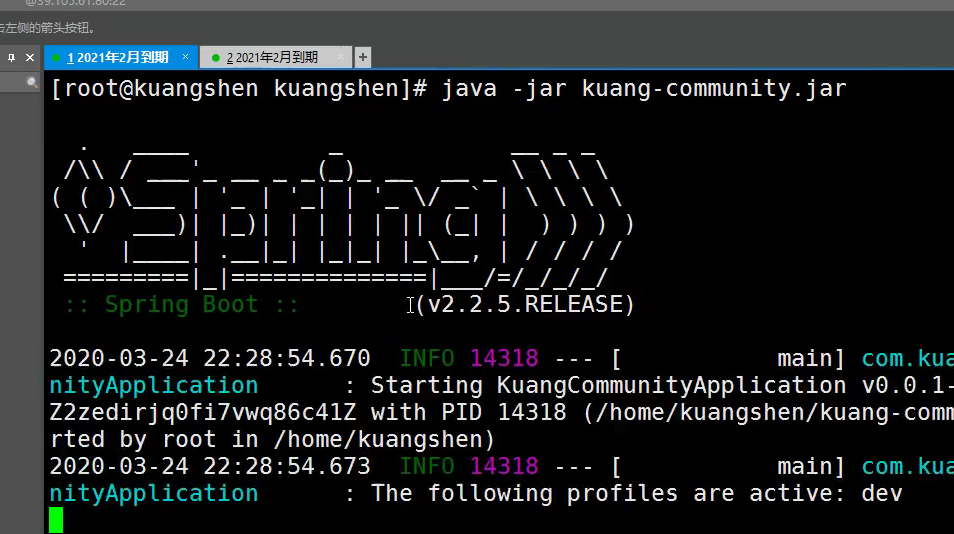 @39.105.61.80:22
击左侧的箭头按钮。
1 2021年2月到期 × 2 2021年2月到期 × +
[root@kuangshen kuangshen]# java -jar kuang-community.jar
  .   ____          _            __ _ _
 /\\ / ___'_ __ _ _(_)_ __  __ _ \ \ \ \
( ( )\___ | '_ | '_| | '_ \/ _` | \ \ \ \
 \\/  ___)| |_)| | | | | || (_| |  ) ) ) )
  '  |____| .__|_| |_|_| |_\__, | / / / /
 =========|_|==============|___/=/_/_/_/
 :: Spring Boot ::        (v2.2.5.RELEASE)
2020-03-24 22:28:54.670  INFO 14318 --- [           main] com.kua
nityApplication      : Starting KuangCommunityApplication v0.0.1-
Z2zedirjq0fi7vwq86c41Z with PID 14318 (/home/kuangshen/kuang-comm
rted by root in /home/kuangshen)
2020-03-24 22:28:54.673  INFO 14318 --- [           main] com.kua
nityApplication      : The following profiles are active: dev